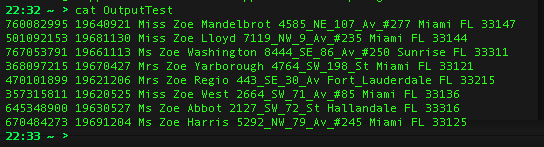 22:32 ~ > cat OutputTest
760082995 19640921 Miss Zoe Mandelbrot 4585_NE_107_Av_#277 Miami FL 33147
501092153 19681130 Miss Zoe Lloyd 7119_NW_9_Av_#235 Miami FL 33144
767053791 19661113 Ms Zoe Washington 8444_SE_86_Av_#250 Sunrise FL 33311
368097215 19670427 Mrs Zoe Yarborough 4764_SW_198_St Miami FL 33121
470101899 19621206 Mrs Zoe Regio 443_SE_30_Av Fort_Lauderdale FL 33215
357315811 19620525 Miss Zoe West 2664_SW_71_Av_#85 Miami FL 33136
645348900 19630527 Ms Zoe Abbot 2127_SW_72_St Hallandale FL 33316
670484273 19691204 Ms Zoe Harris 5292_NW_79_Av_#245 Miami FL 33125
22:33 ~ >